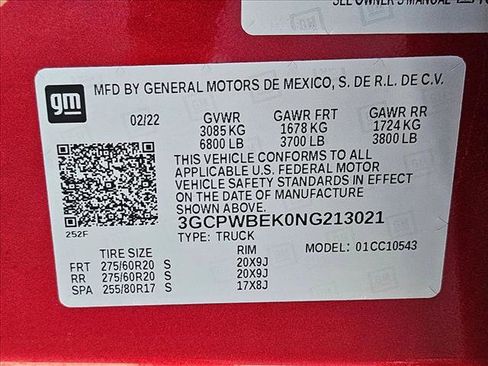 SEE OWNER'S MANUAL
gm
MFD BY GENERAL MOTORS DE MEXICO, S. DE R.L. DE C.V.
02/22 GVWR GAWR FRT GAWR RR
3085 KG 1678 KG 1724 KG
6800 LB 3700 LB 3800 LB
THIS VEHICLE CONFORMS TO ALL
APPLICABLE U.S. FEDERAL MOTOR
VEHICLE SAFETY STANDARDS IN EFFECT
ON THE DATE OF MANUFACTURE SHOWN ABOVE.
252F 3GCPWBEK0NG213021
TYPE: TRUCK MODEL: 01CC10543
TIRE SIZE RIM
FRT 275/60R20 S 20X9J
RR 275/60R20 S 20X9J
SPA 255/80R17 S 17X8J